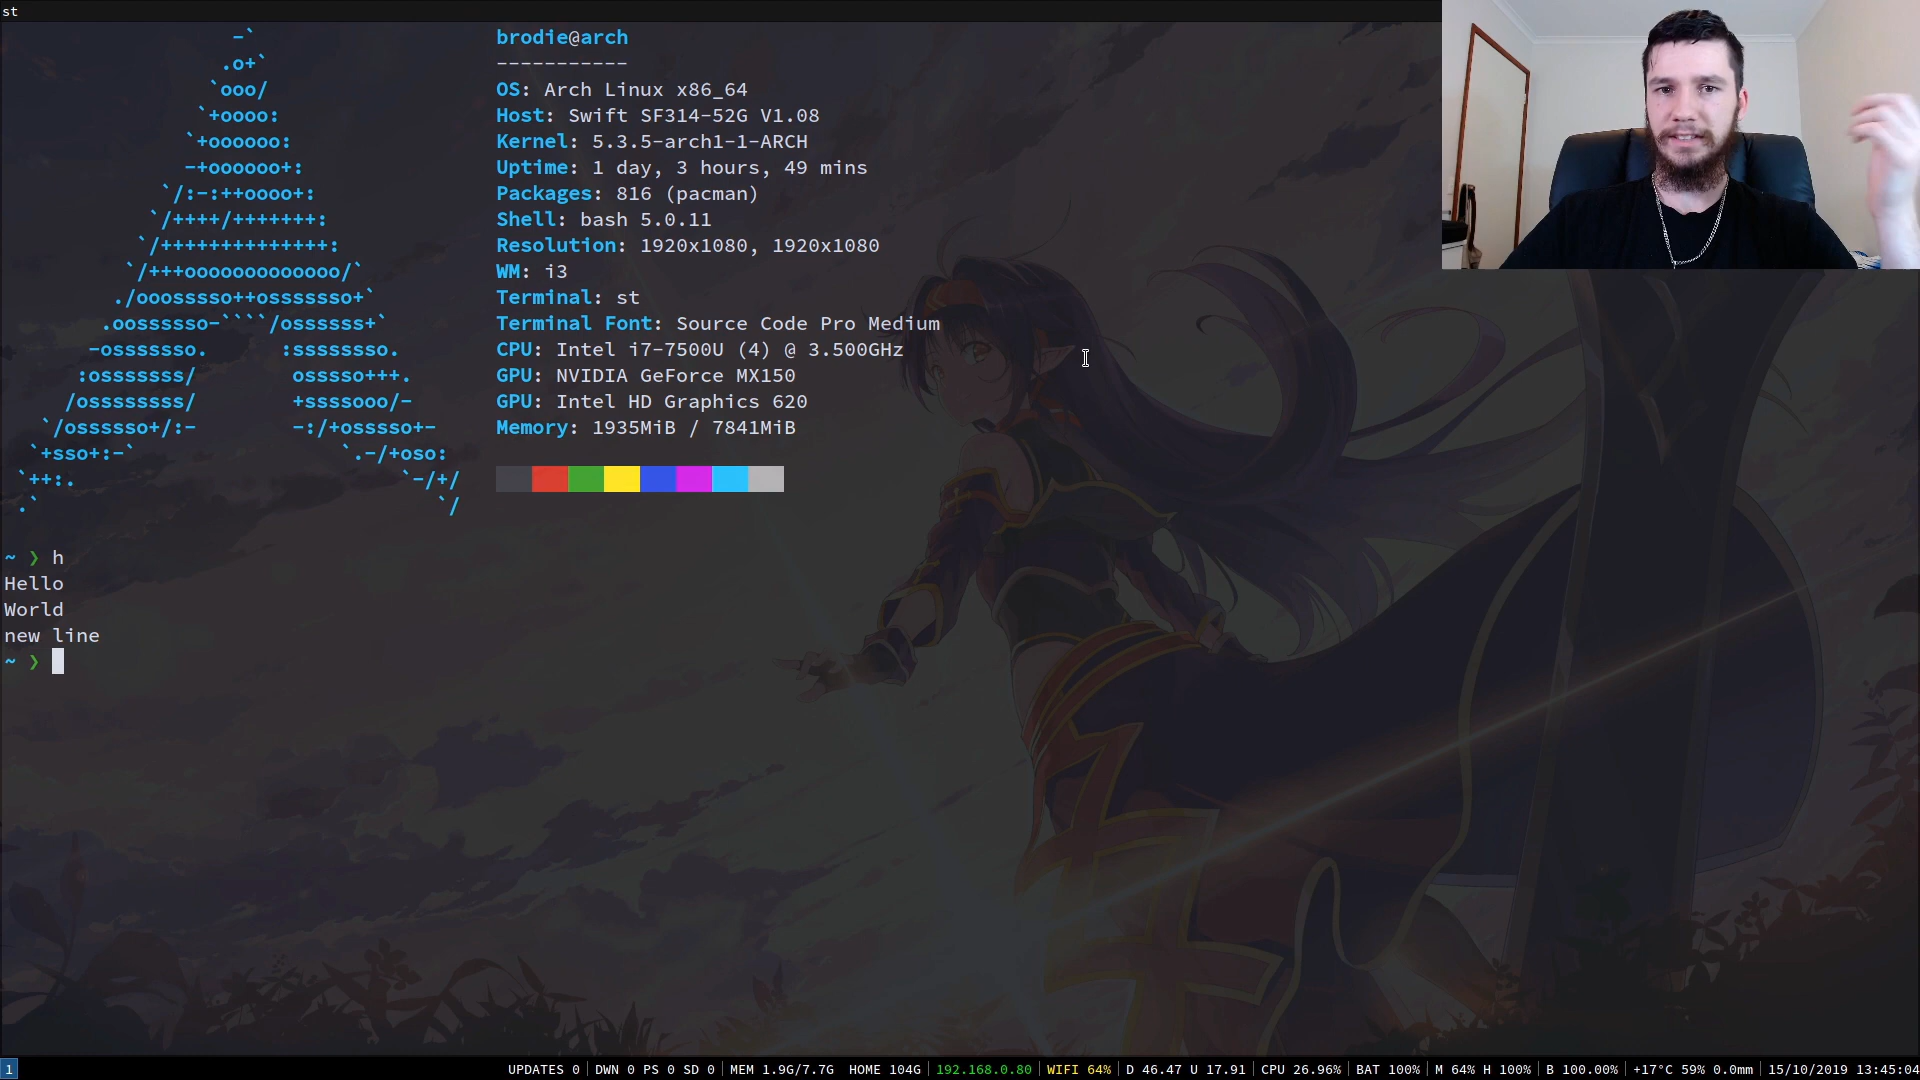 st
brodie@arch
-----------
OS: Arch Linux x86_64
Host: Swift SF314-52G V1.08
Kernel: 5.3.5-arch1-1-ARCH
Uptime: 1 day, 3 hours, 49 mins
Packages: 816 (pacman)
Shell: bash 5.0.11
Resolution: 1920x1080, 1920x1080
WM: i3
Terminal: st
Terminal Font: Source Code Pro Medium
CPU: Intel i7-7500U (4) @ 3.500GHz
GPU: NVIDIA GeForce MX150
GPU: Intel HD Graphics 620
Memory: 1935MiB / 7841MiB
~ ❯ h
Hello
World
new line
~ ❯
1 UPDATES 0 | DWN 0 PS 0 SD 0 | MEM 1.9G/7.7G HOME 104G | 192.168.0.80 | WIFI 64% | D 46.47 U 17.91 | CPU 26.96% | BAT 100% | M 64% H 100% | B 100.00% | +17°C 59% 0.0mm | 15/10/2019 13:45:04